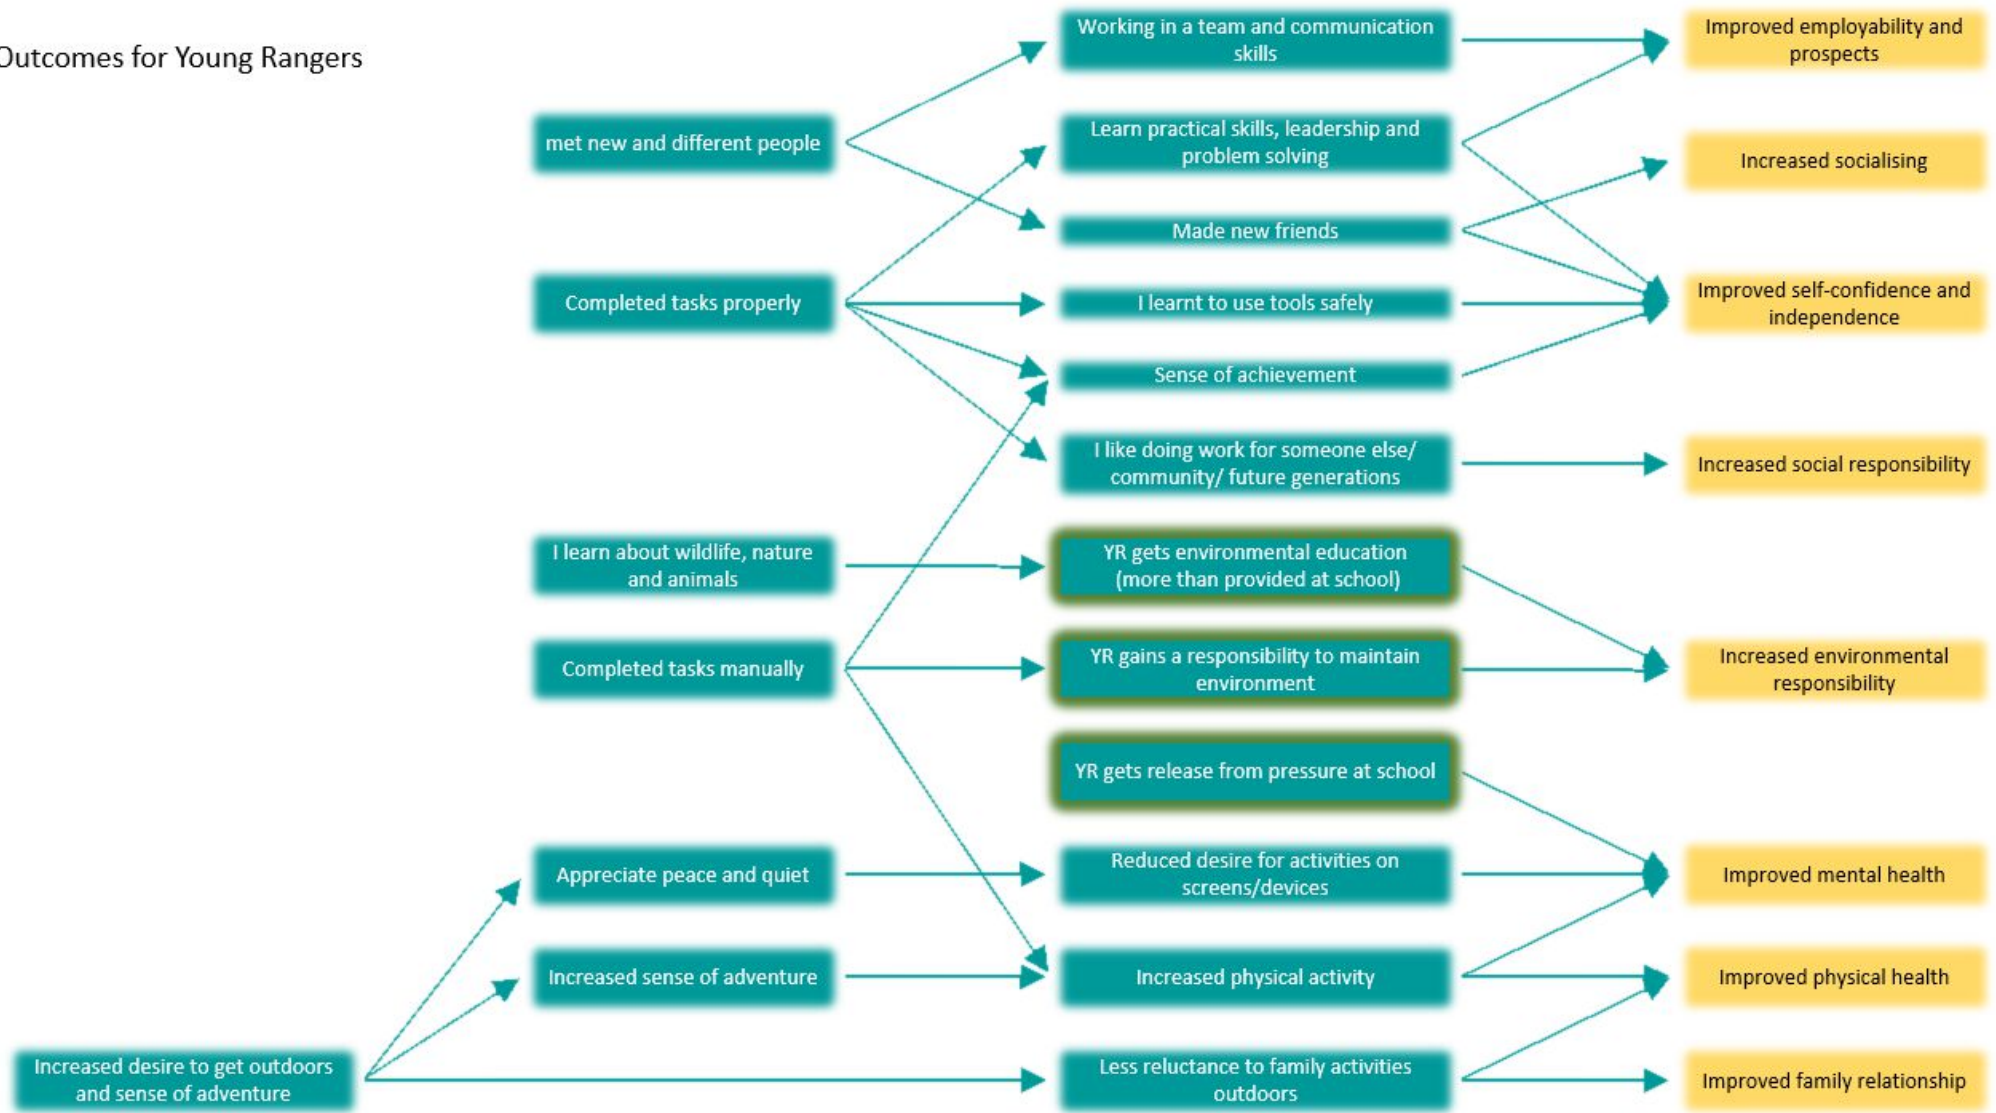 Outcomes for Young Rangers
Working in a team and communication
skills
Improved employability and
prospects
met new and different people
Learn practical skills, leadership and
problem solving
Increased socialising
Made new friends
Completed tasks properly
I learnt to use tools safely
Improved self-confidence and
independence
Sense of achievement
I like doing work for someone else/
community/ future generations
Increased social responsibility
I learn about wildlife, nature
and animals
YR gets environmental education
(more than provided at school)
Completed tasks manually
YR gains a responsibility to maintain
environment
Increased environmental
responsibility
YR gets release from pressure at school
Appreciate peace and quiet
Reduced desire for activities on
screens/devices
Improved mental health
Increased sense of adventure
Increased physical activity
Improved physical health
Increased desire to get outdoors
and sense of adventure
Less reluctance to family activities
outdoors
Improved family relationship